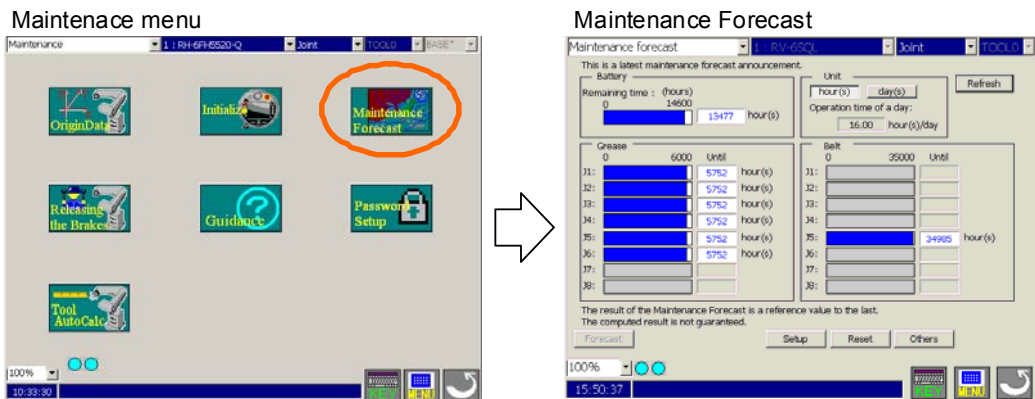 Maintenace menu
Maintenance 1 : RH-6FH5520-Q Joint TOOL0 BASE*
OriginData
Initialize
Maintenance
Forecast
Releasing
the Brakes
Guidance
Password
Setup
Tool
AutoCalc
100%
10:33:30
KEY MENU
Maintenance Forecast
Maintenance forecast 1 : RV-6SQL Joint TOOL0
This is a latest maintenance forecast announcement.
Battery
Remaining time : (hours)
0 14600
13477 hour(s)
Unit
hour(s) day(s)
Operation time of a day:
16.00 hour(s)/day
Refresh
Grease
0 6000 Until
J1: 5752 hour(s)
J2: 5752 hour(s)
J3: 5752 hour(s)
J4: 5752 hour(s)
J5: 5752 hour(s)
J6: 5752 hour(s)
J7:
J8:
Belt
0 35000 Until
J1:
J2:
J3:
J4:
J5: 34985 hour(s)
J6:
J7:
J8:
The result of the Maintenance Forecast is a reference value to the last.
The computed result is not guaranteed.
Forecast Setup Reset Others
100%
15:50:37
KEY MENU